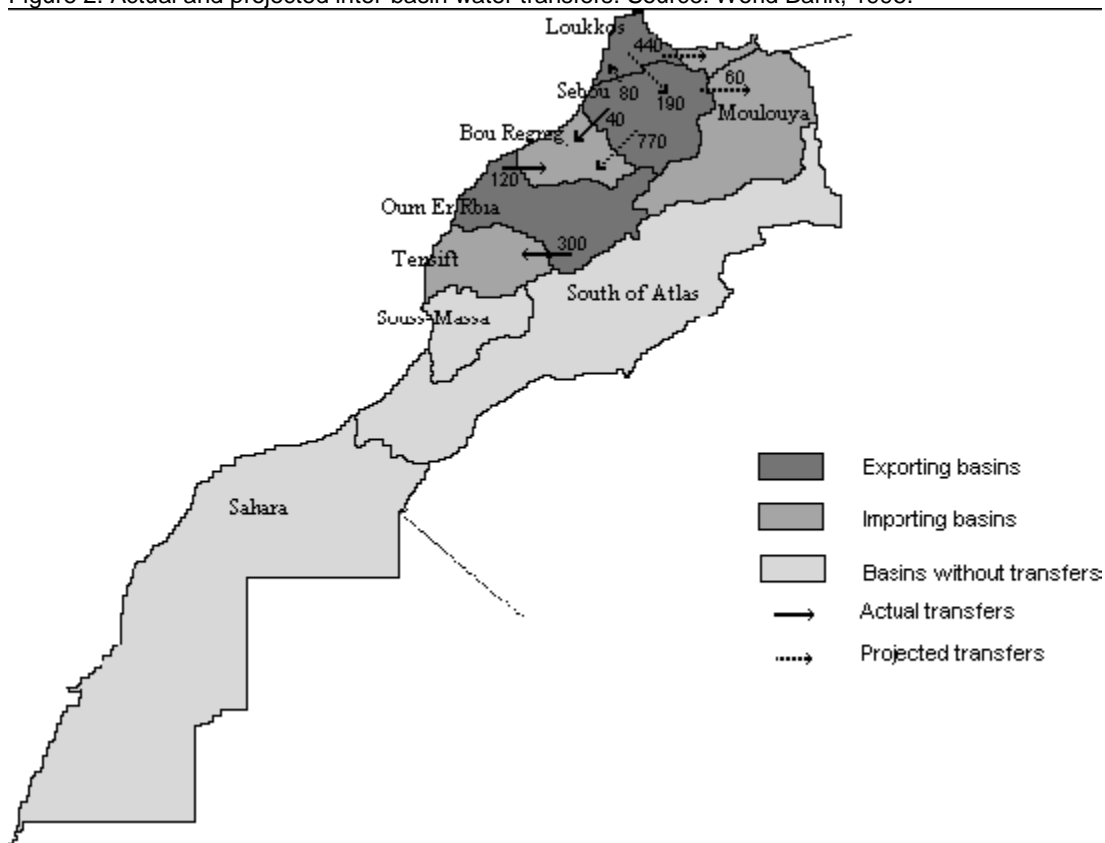 Figure 2. Actual and projected inter-basin water transfers. Source: World Bank,
Loukkos
440
Sebou
80
190
60
Moulouya
40
Bou Regreg
770
120
Oum Er Rbia
300
Tensift
South of Atlas
Souss-Massa
Sahara
Exporting basins
Importing basins
Basins without transfers
Actual transfers
Projected transfers